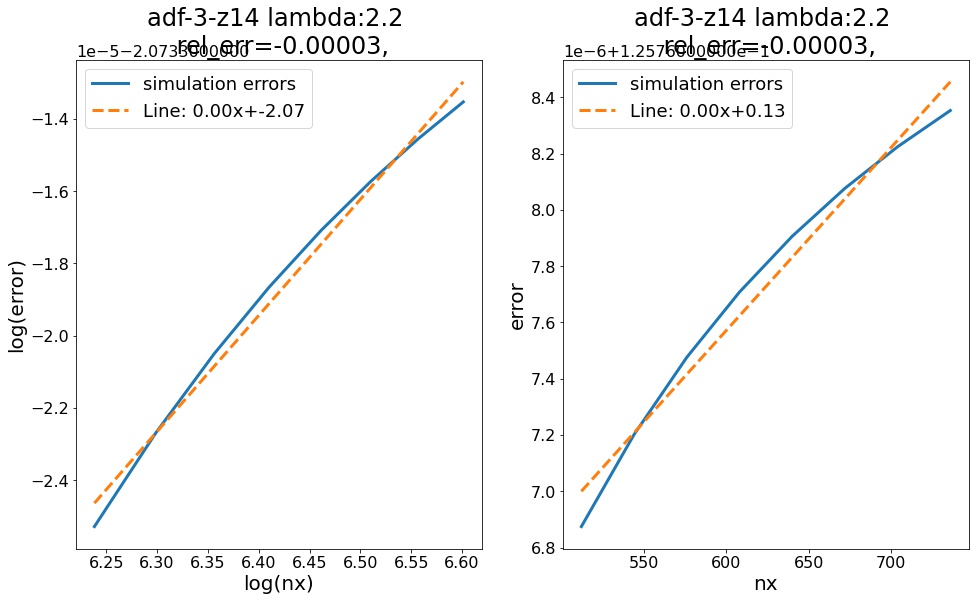 adf-3-z14 lambda:2.2
rel_err=-0.00003,
1e−5−2.0733000000
simulation errors
Line: 0.00x+-2.07
−1.4
−1.6
−1.8
−2.0
−2.2
−2.4
log(error)
6.25 6.30 6.35 6.40 6.45 6.50 6.55 6.60
log(nx)
adf-3-z14 lambda:2.2
rel_err=-0.00003,
1e−6+1.2576000000e−1
simulation errors
Line: 0.00x+0.13
8.4
8.2
8.0
7.8
7.6
7.4
7.2
7.0
6.8
error
550 600 650 700
nx